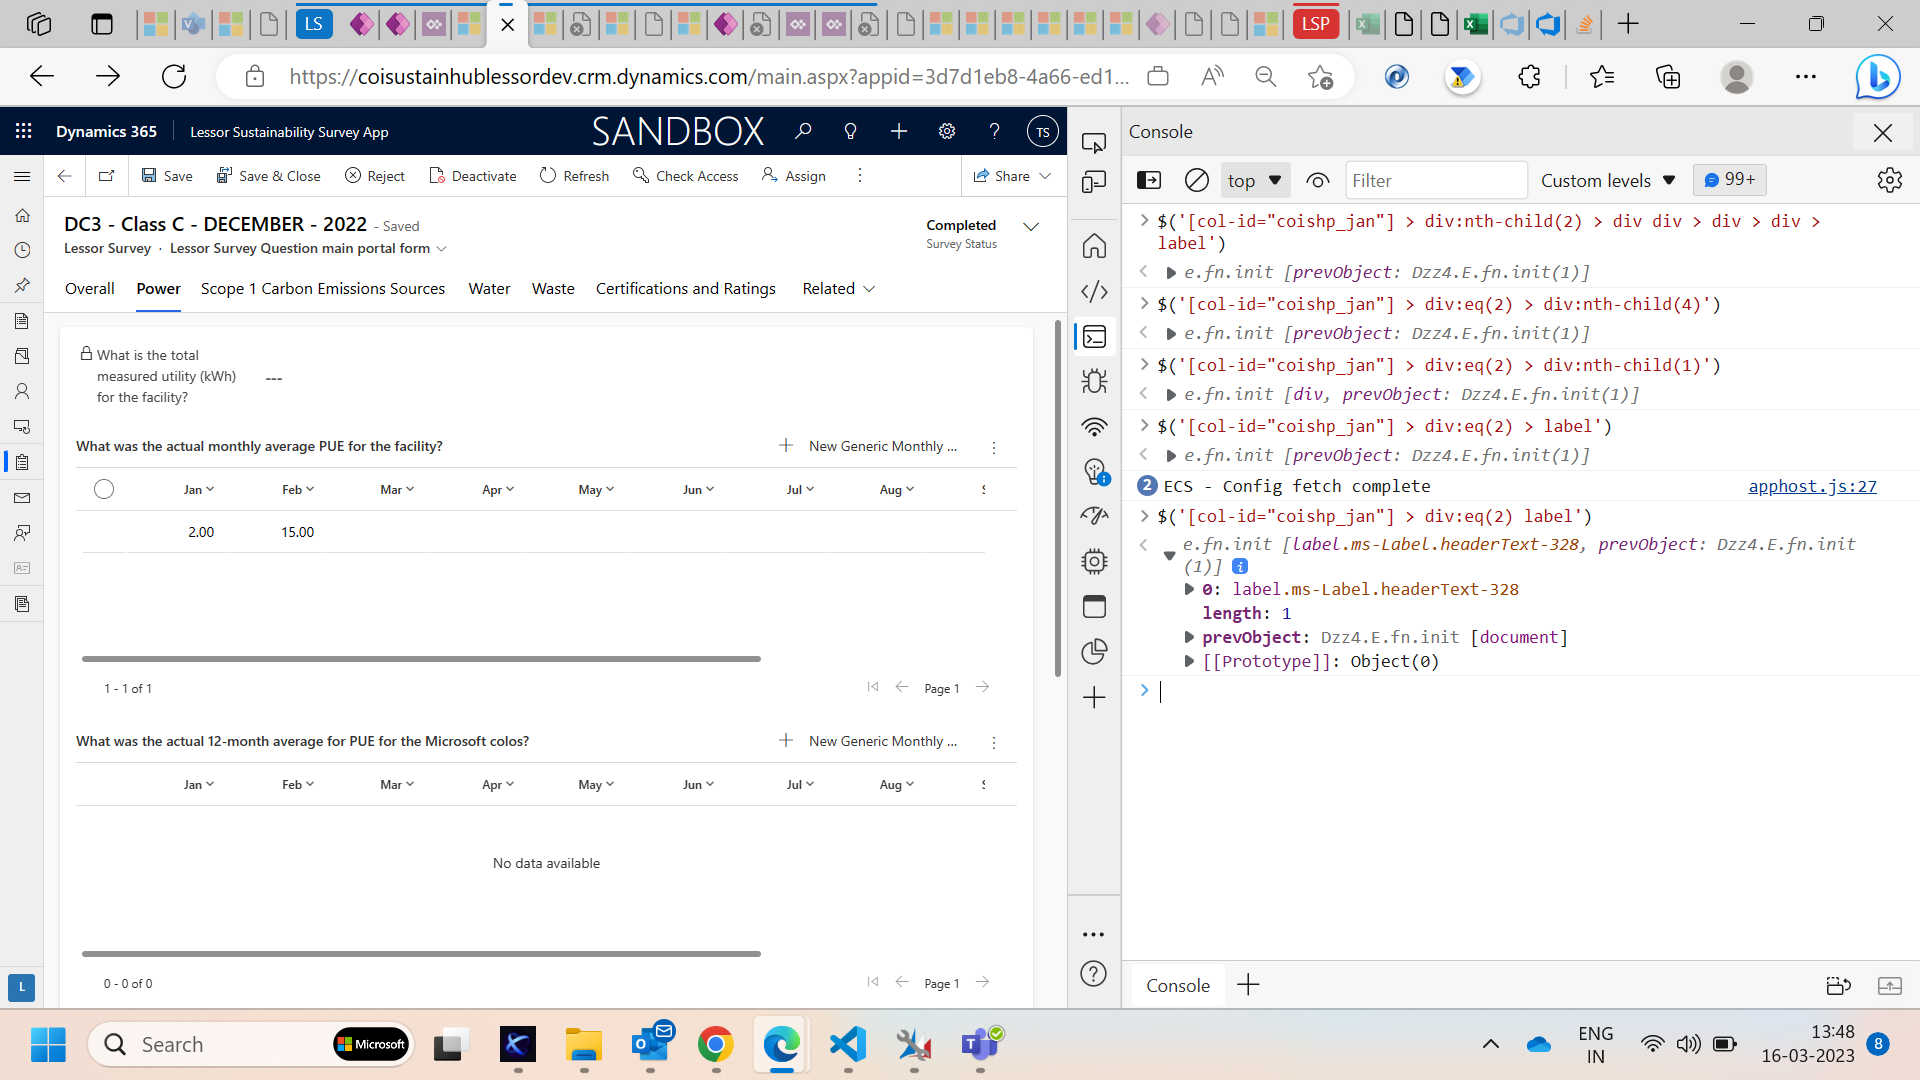 LS
LSP
https://coisustainhublessordev.crm.dynamics.com/main.aspx?appid=3d7d1eb8-4a66-ed1...
Dynamics 365
Lessor Sustainability Survey App
SANDBOX
TS
Save
Save & Close
Reject
Deactivate
Refresh
Check Access
Assign
Share
DC3 - Class C - DECEMBER - 2022 - Saved
Lessor Survey · Lessor Survey Question main portal form
Completed
Survey Status
Overall
Power
Scope 1 Carbon Emissions Sources
Water
Waste
Certifications and Ratings
Related
What is the total
measured utility (kWh)
for the facility?
---
What was the actual monthly average PUE for the facility?
New Generic Monthly ...
Jan
Feb
Mar
Apr
May
Jun
Jul
Aug
2.00
15.00
1 - 1 of 1
Page 1
What was the actual 12-month average for PUE for the Microsoft colos?
New Generic Monthly ...
Jan
Feb
Mar
Apr
May
Jun
Jul
Aug
No data available
0 - 0 of 0
Page 1
L
Console
top
Filter
Custom levels
99+
$('[col-id="coishp_jan"] > div:nth-child(2) > div div > div > div >
label')
e.fn.init [prevObject: Dzz4.E.fn.init(1)]
$('[col-id="coishp_jan"] > div:eq(2) > div:nth-child(4)')
e.fn.init [prevObject: Dzz4.E.fn.init(1)]
$('[col-id="coishp_jan"] > div:eq(2) > div:nth-child(1)')
e.fn.init [div, prevObject: Dzz4.E.fn.init(1)]
$('[col-id="coishp_jan"] > div:eq(2) > label')
e.fn.init [prevObject: Dzz4.E.fn.init(1)]
2 ECS - Config fetch complete apphost.js:27
$('[col-id="coishp_jan"] > div:eq(2) label')
e.fn.init [label.ms-Label.headerText-328, prevObject: Dzz4.E.fn.init
(1)]
0: label.ms-Label.headerText-328
length: 1
prevObject: Dzz4.E.fn.init [document]
[[Prototype]]: Object(0)
Console
Search
Microsoft
ENG
IN
13:48
16-03-2023
8